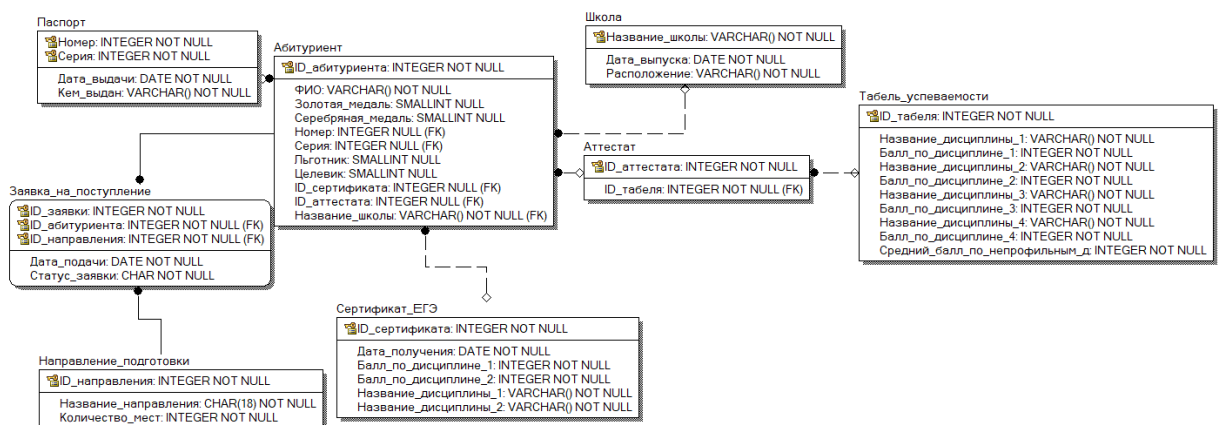 Паспорт
Номер: INTEGER NOT NULL
Серия: INTEGER NOT NULL
Дата_выдачи: DATE NOT NULL
Кем_выдан: VARCHAR() NOT NULL
Абитуриент
ID_абитуриента: INTEGER NOT NULL
ФИО: VARCHAR() NOT NULL
Золотая_медаль: SMALLINT NULL
Серебряная_медаль: SMALLINT NULL
Номер: INTEGER NULL (FK)
Серия: INTEGER NULL (FK)
Льготник: SMALLINT NULL
Целевик: SMALLINT NULL
ID_сертификата: INTEGER NULL (FK)
ID_аттестата: INTEGER NULL (FK)
Название_школы: VARCHAR() NOT NULL (FK)
Школа
Название_школы: VARCHAR() NOT NULL
Дата_выпуска: DATE NOT NULL
Расположение: VARCHAR() NOT NULL
Табель_успеваемости
ID_табеля: INTEGER NOT NULL
Название_дисциплины_1: VARCHAR() NOT NULL
Балл_по_дисциплине_1: INTEGER NOT NULL
Название_дисциплины_2: VARCHAR() NOT NULL
Балл_по_дисциплине_2: INTEGER NOT NULL
Название_дисциплины_3: VARCHAR() NOT NULL
Балл_по_дисциплине_3: INTEGER NOT NULL
Название_дисциплины_4: VARCHAR() NOT NULL
Балл_по_дисциплине_4: INTEGER NOT NULL
Средний_балл_по_непрофильным_д: INTEGER NOT NULL
Аттестат
ID_аттестата: INTEGER NOT NULL
ID_табеля: INTEGER NULL (FK)
Заявка_на_поступление
ID_заявки: INTEGER NOT NULL
ID_абитуриента: INTEGER NOT NULL (FK)
ID_направления: INTEGER NOT NULL (FK)
Дата_подачи: DATE NOT NULL
Статус_заявки: CHAR NOT NULL
Сертификат_ЕГЭ
ID_сертификата: INTEGER NOT NULL
Дата_получения: DATE NOT NULL
Балл_по_дисциплине_1: INTEGER NOT NULL
Балл_по_дисциплине_2: INTEGER NOT NULL
Название_дисциплины_1: VARCHAR() NOT NULL
Название_дисциплины_2: VARCHAR() NOT NULL
Направление_подготовки
ID_направления: INTEGER NOT NULL
Название_направления: CHAR(18) NOT NULL
Количество_мест: INTEGER NOT NULL